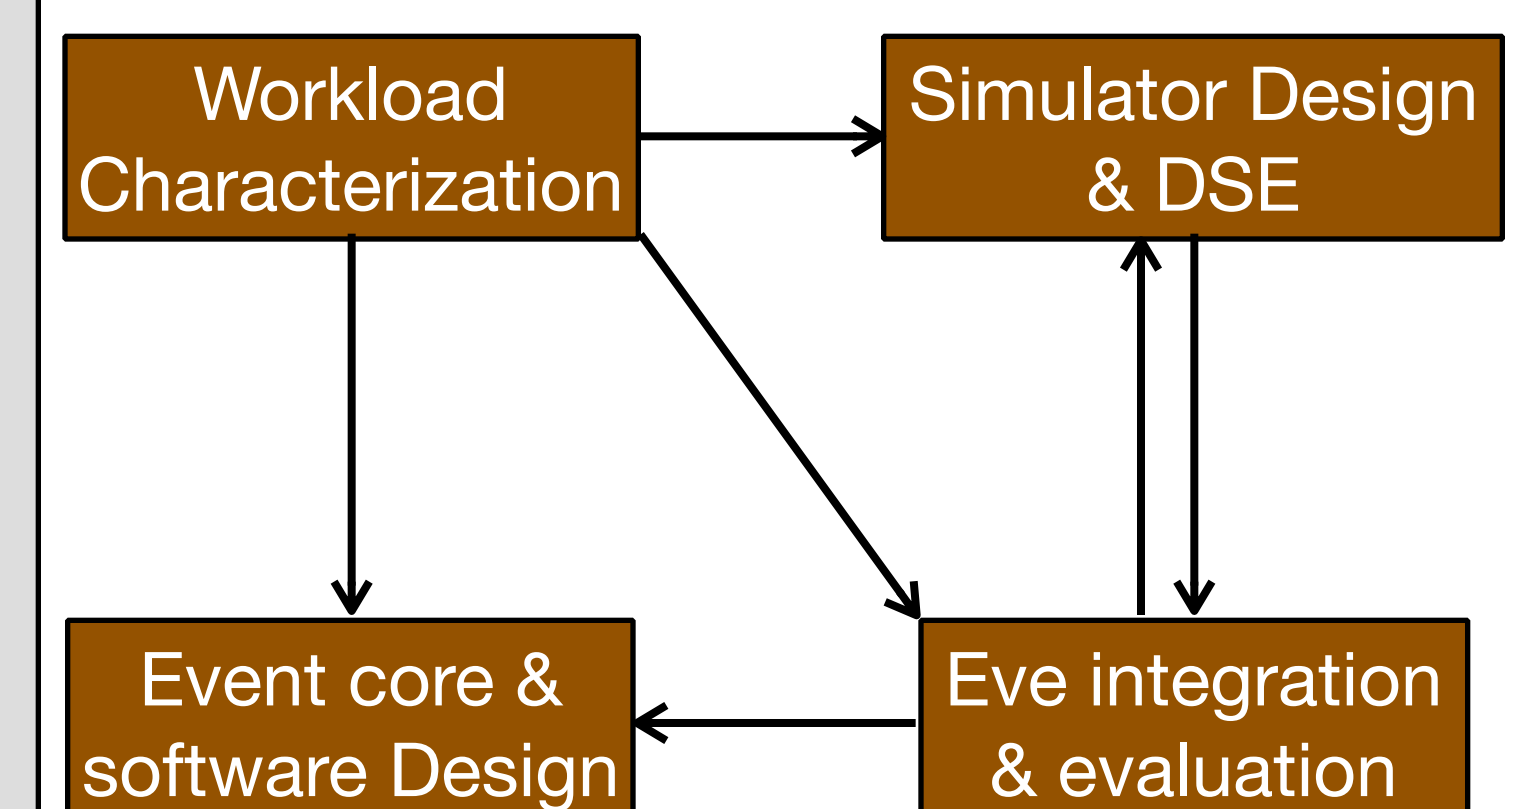 Workload
Characterization
Simulator Design
& DSE
Event core &
software Design
Eve integration
& evaluation